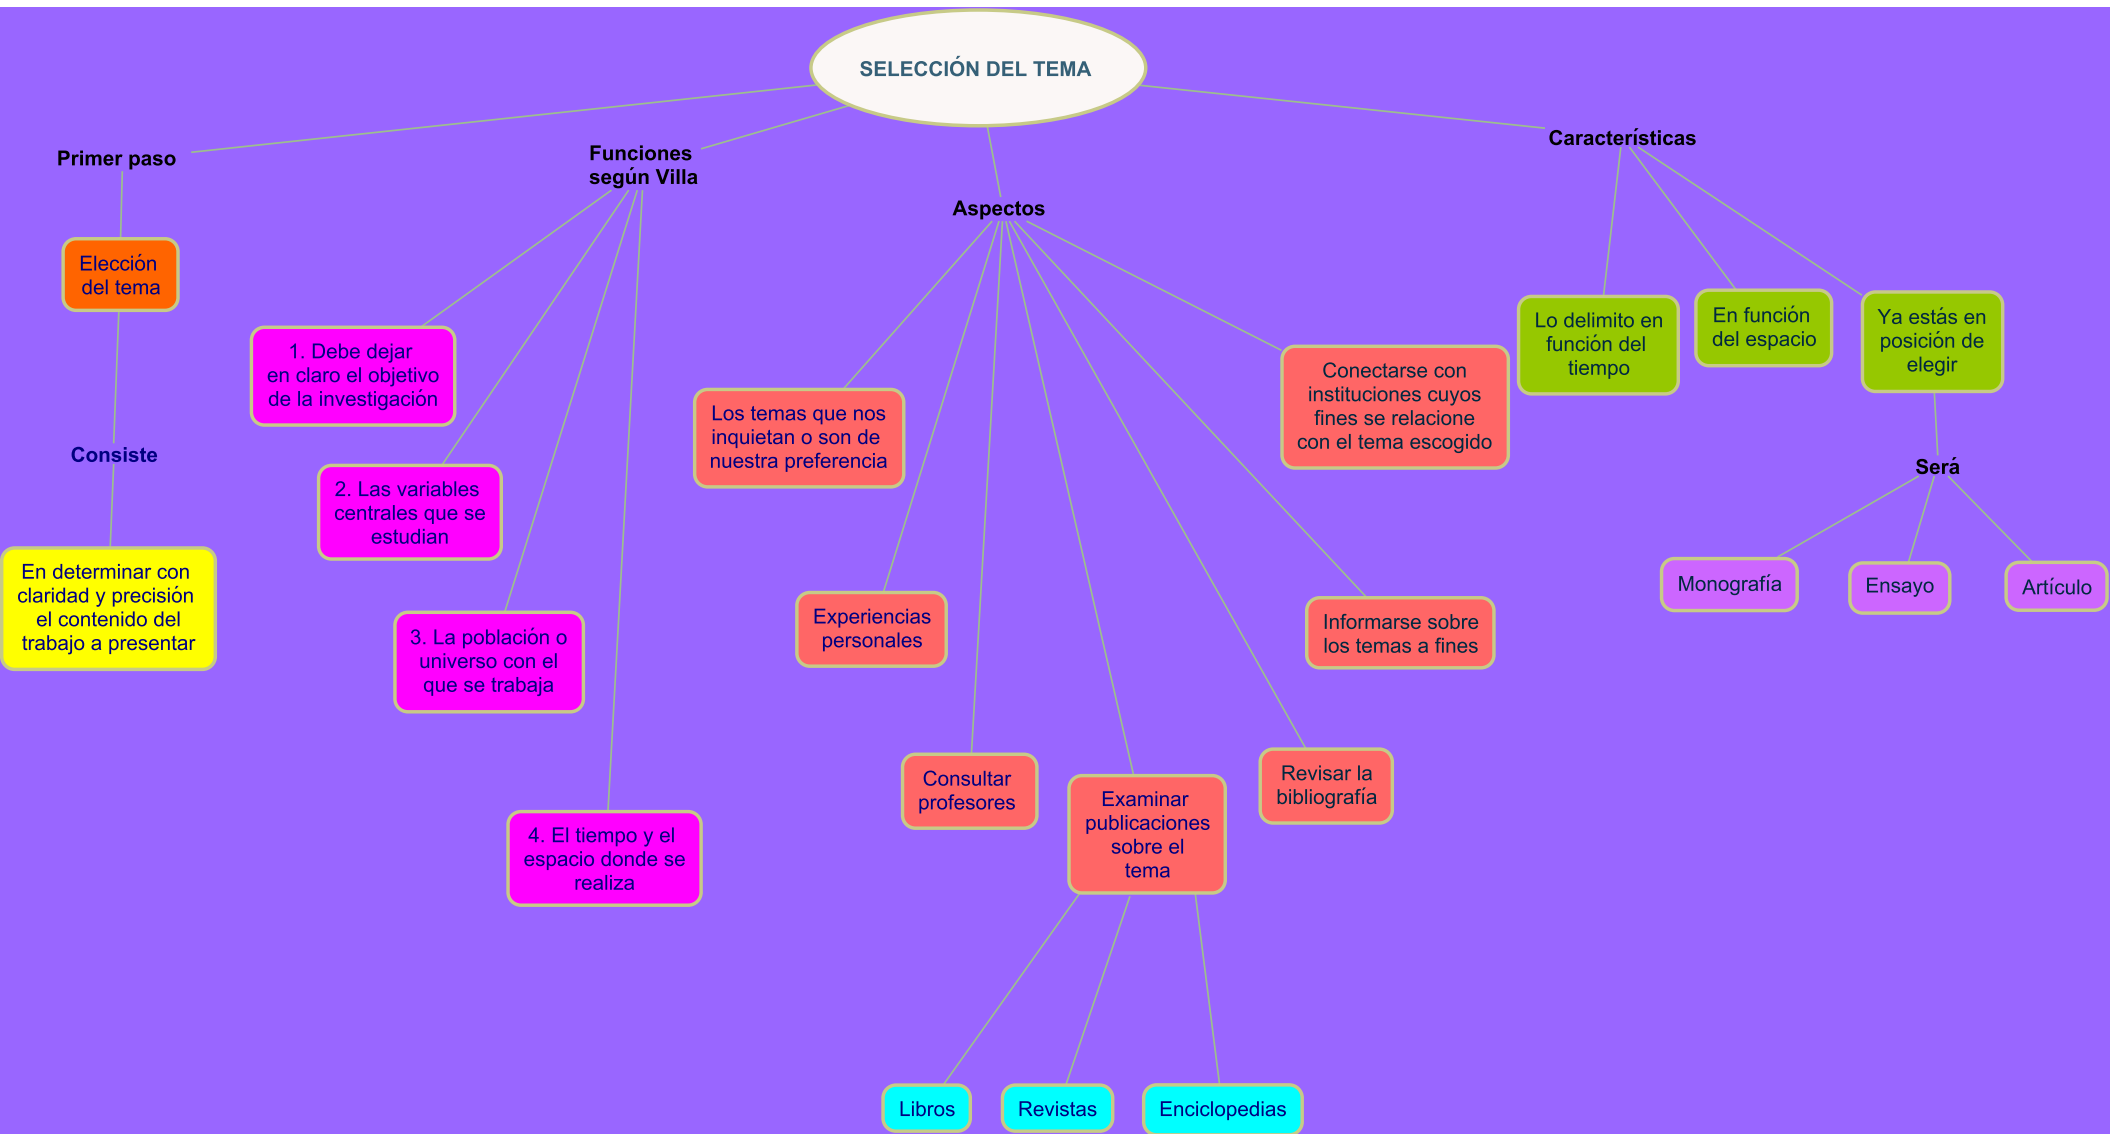 SELECCIÓN DEL TEMA
Primer paso
Elección
del tema
Consiste
En determinar con
claridad y precisión
el contenido del
trabajo a presentar
Funciones
según Villa
1. Debe dejar
en claro el objetivo
de la investigación
2. Las variables
centrales que se
estudian
3. La población o
universo con el
que se trabaja
4. El tiempo y el
espacio donde se
realiza
Aspectos
Los temas que nos
inquietan o son de
nuestra preferencia
Experiencias
personales
Consultar
profesores
Examinar
publicaciones
sobre el
tema
Libros
Revistas
Enciclopedias
Revisar la
bibliografía
Informarse sobre
los temas a fines
Conectarse con
instituciones cuyos
fines se relacione
con el tema escogido
Características
Lo delimito en
función del
tiempo
En función
del espacio
Ya estás en
posición de
elegir
Será
Monografía
Ensayo
Artículo